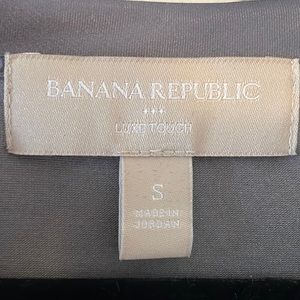 BANANA REPUBLIC
LUXE TOUCH
S
MADE IN
JORDAN